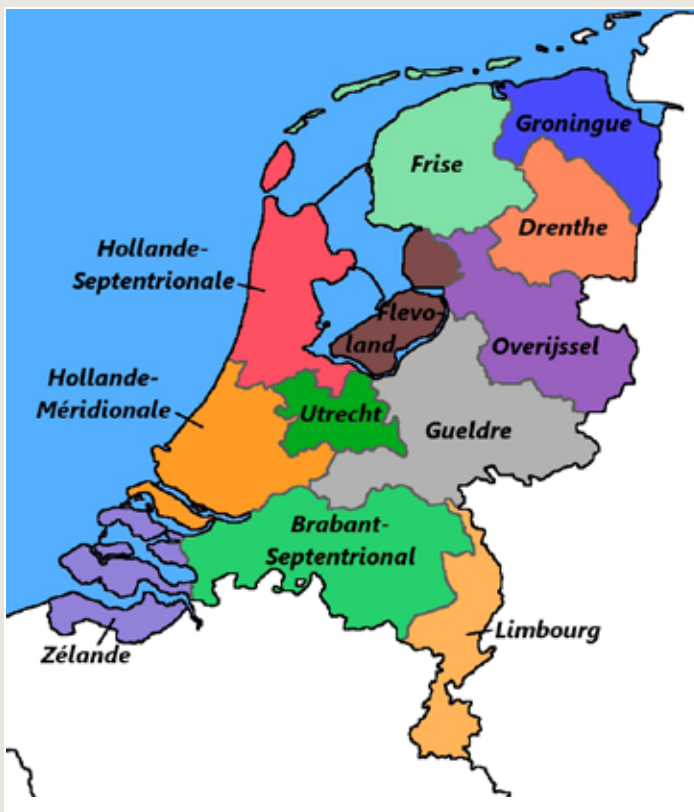 Groningue
Frise
Drenthe
Hollande-
Septentrionale
Flevo-
land
Overijssel
Hollande-
Méridionale
Utrecht
Gueldre
Brabant-
Septentrional
Limbourg
Zélande